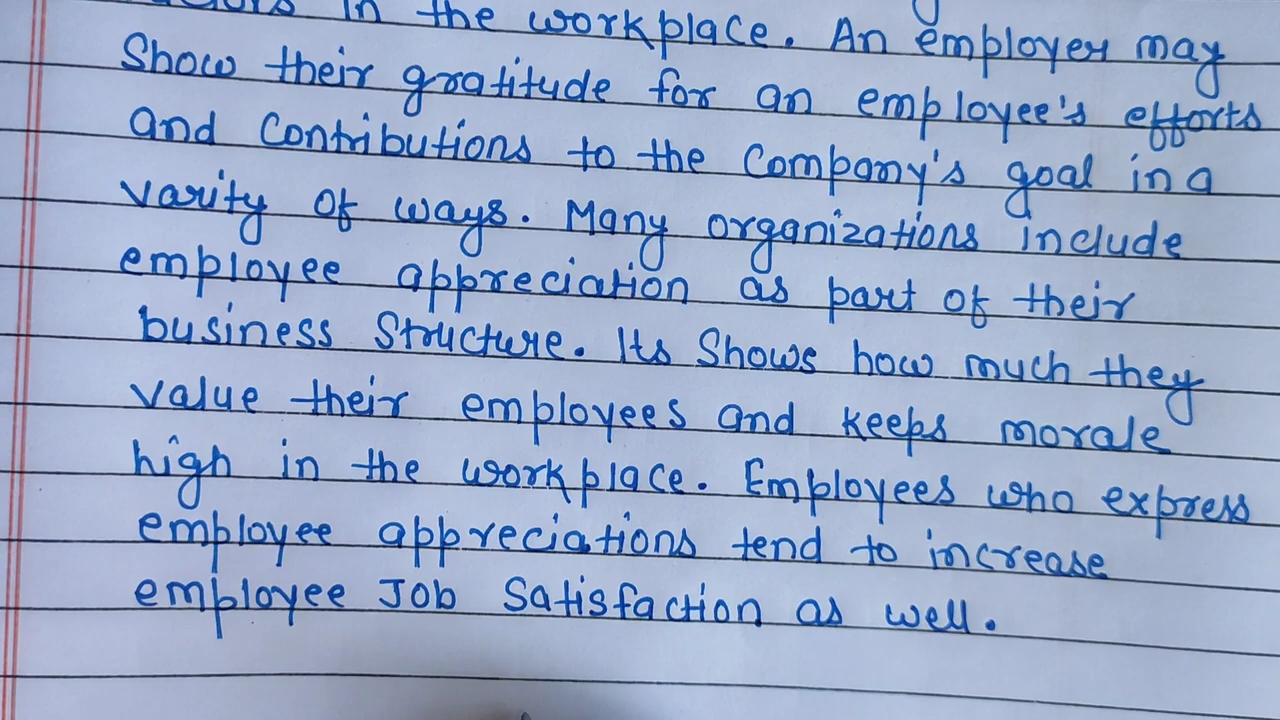 in the workplace. An employer may
Show their gratitude for an employee's efforts
and contributions to the Company's goal in a
varity of ways. Many organizations include
employee appreciation as part of their
business Structure. Its Shows how much they
value their employees and keeps morale
high in the workplace. Employees who express
employee appreciations tend to increase
employee Job Satisfaction as well.